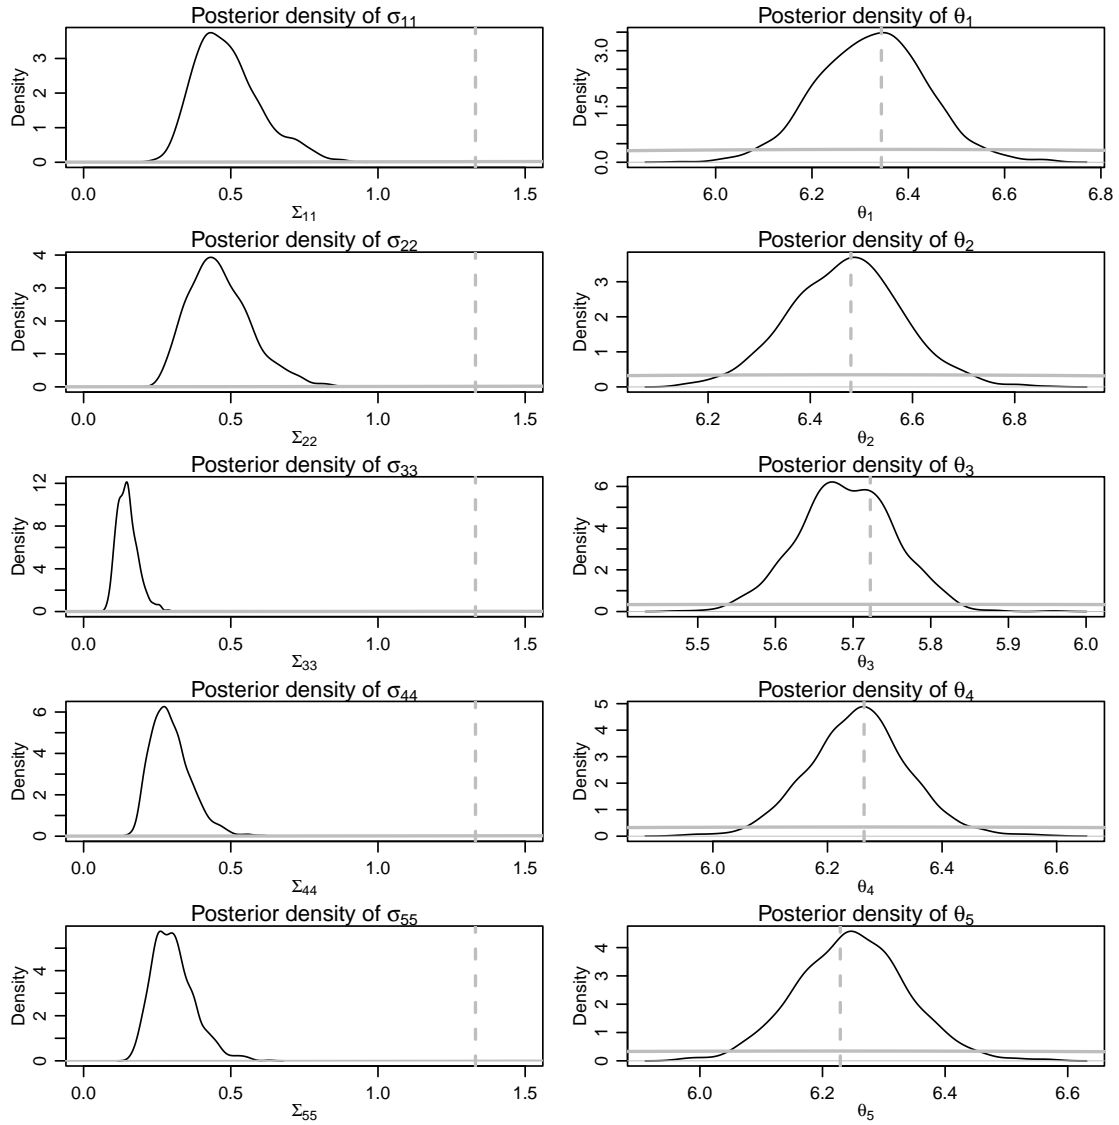 Posterior density of σ11
Density
0 1 2 3
0.0 0.5 1.0 1.5
Σ11
Posterior density of θ1
Density
0.0 1.5 3.0
6.0 6.2 6.4 6.6 6.8
θ1
Posterior density of σ22
Density
0 1 2 3 4
0.0 0.5 1.0 1.5
Σ22
Posterior density of θ2
Density
0 1 2 3
6.2 6.4 6.6 6.8
θ2
Posterior density of σ33
Density
0 4 8 12
0.0 0.5 1.0 1.5
Σ33
Posterior density of θ3
Density
0 2 4 6
5.5 5.6 5.7 5.8 5.9 6.0
θ3
Posterior density of σ44
Density
0 2 4 6
0.0 0.5 1.0 1.5
Σ44
Posterior density of θ4
Density
0 1 2 3 4 5
6.0 6.2 6.4 6.6
θ4
Posterior density of σ55
Density
0 2 4
0.0 0.5 1.0 1.5
Σ55
Posterior density of θ5
Density
0 1 2 3 4
6.0 6.2 6.4 6.6
θ5